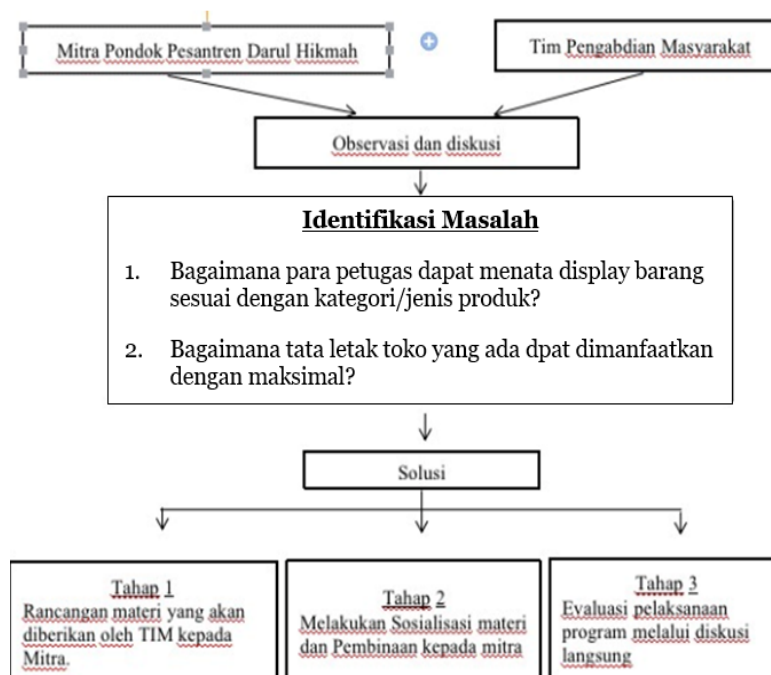 Mitra Pondok Pesantren Darul Hikmah
Tim Pengabdian Masyarakat
Observasi dan diskusi
Identifikasi Masalah
1. Bagaimana para petugas dapat menata display barang
sesuai dengan kategori/jenis produk?
2. Bagaimana tata letak toko yang ada dpat dimanfaatkan
dengan maksimal?
Solusi
Tahap 1
Rancangan materi yang akan
diberikan oleh TIM kepada
Mitra.
Tahap 2
Melakukan Sosialisasi materi
dan Pembinaan kepada mitra
Tahap 3
Evaluasi pelaksanaan
program melalui diskusi
langsung